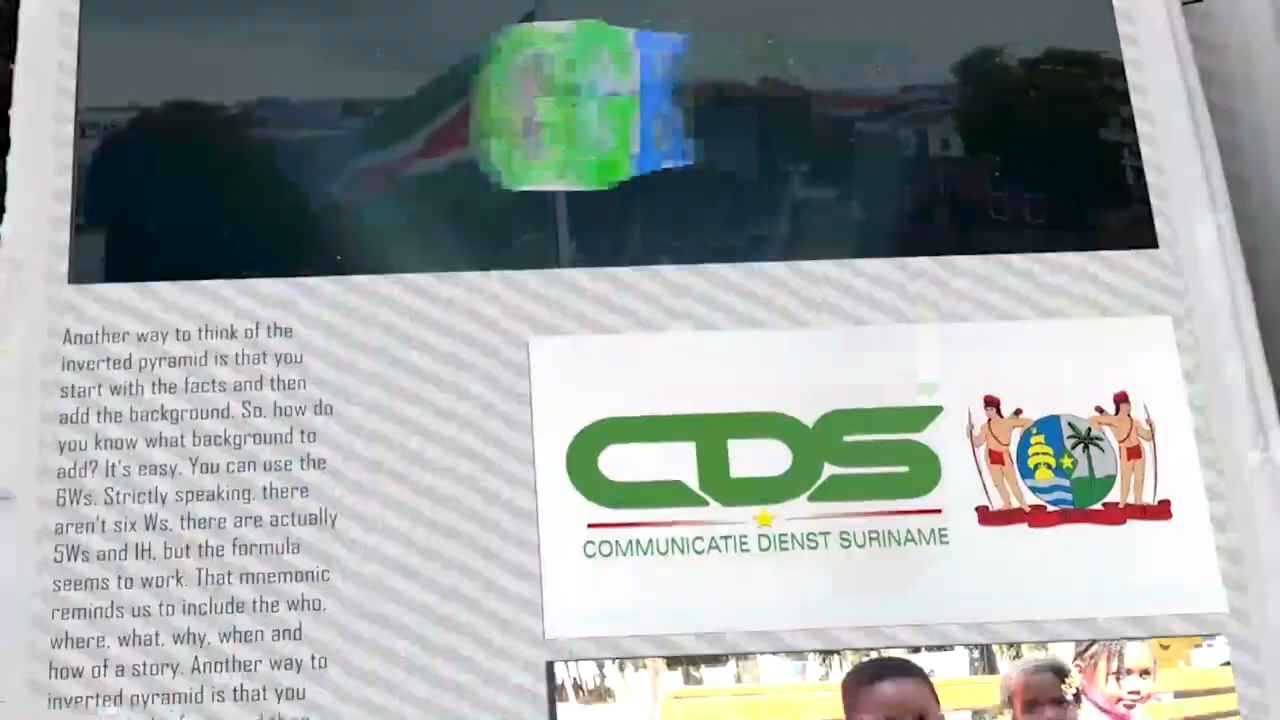 Another way to think of the
inverted pyramid is that you
start with the facts and then
add the background. So, how do
you know what background to
add? It's easy. You can use the
6Ws. Strictly speaking, there
aren't six Ws, there are actually
5Ws and 1H, but the formula
seems to work. That mnemonic
reminds us to include the who,
where, what, why, when and
how of a story. Another way to
inverted pyramid is that you
CDS
COMMUNICATIE DIENST SURINAME